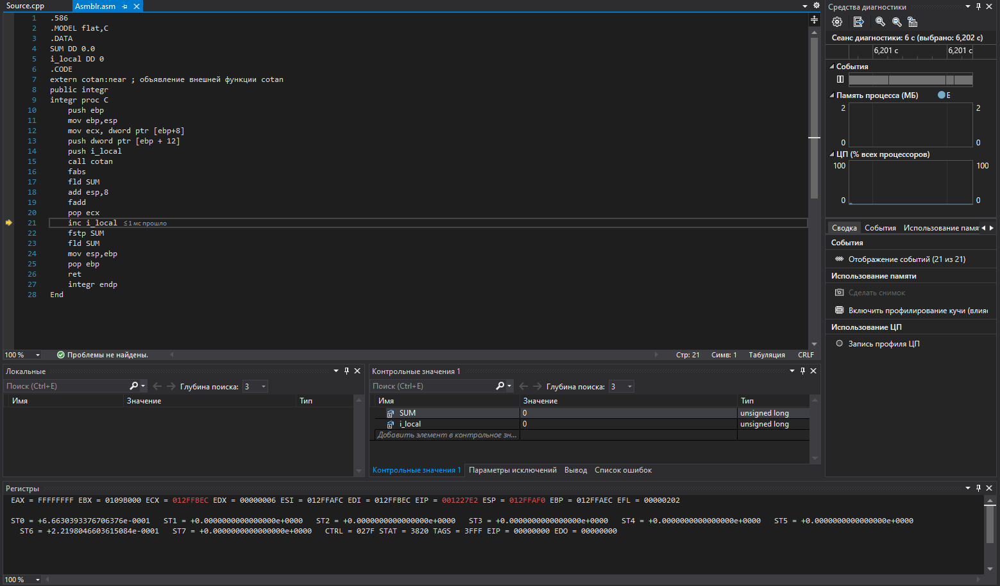 Source.cpp Asmblr.asm
1 .586
2 .MODEL flat,C
3 .DATA
4 SUM DD 0.0
5 i_local DD 0
6 .CODE
7 extern cotan:near ; объявление внешней функции cotan
8 public integr
9 integr proc C
10 push ebp
11 mov ebp,esp
12 mov ecx, dword ptr [ebp+8]
13 push dword ptr [ebp + 12]
14 push i_local
15 call cotan
16 fabs
17 fld SUM
18 add esp,8
19 fadd
20 pop ecx
21 inc i_local ≤ 1 мс прошло
22 fstp SUM
23 fld SUM
24 mov esp,ebp
25 pop ebp
26 ret
27 integr endp
28 End
100 % Проблемы не найдены. Стр: 21 Симв: 1 Табуляция CRLF
Локальные
Поиск (Ctrl+E) Глубина поиска: 3
Имя Значение Тип
Контрольные значения 1
Поиск (Ctrl+E) Глубина поиска: 3
Имя Значение Тип
SUM 0 unsigned long
i_local 0 unsigned long
Добавить элемент в контрольное зн...
Контрольные значения 1 Параметры исключений Вывод Список ошибок
Регистры
EAX = FFFFFFFF EBX = 0109B000 ECX = 012FFBEC EDX = 00000006 ESI = 012FFAFC EDI = 012FFBEC EIP = 001227E2 ESP = 012FFAF0 EBP = 012FFAEC EFL = 00000202
ST0 = +6.6630393376706376e-0001 ST1 = +0.0000000000000000e+0000 ST2 = +0.0000000000000000e+0000 ST3 = +0.0000000000000000e+0000 ST4 = +0.0000000000000000e+0000 ST5 = +0.0000000000000000e+0000
ST6 = +2.2198046603615084e-0001 ST7 = +0.0000000000000000e+0000 CTRL = 027F STAT = 3820 TAGS = 3FFF EIP = 00000000 EDO = 00000000
100 %
Средства диагностики
Сеанс диагностики: 6 с (выбрано: 6,202 с)
6,201 с 6,201 с
События
Память процесса (МБ) Е
2 2
0 0
ЦП (% всех процессоров)
100 100
0 0
Сводка События Использование памя
События
Отображение событий (21 из 21)
Использование памяти
Сделать снимок
Включить профилирование кучи (влия
Использование ЦП
Запись профиля ЦП